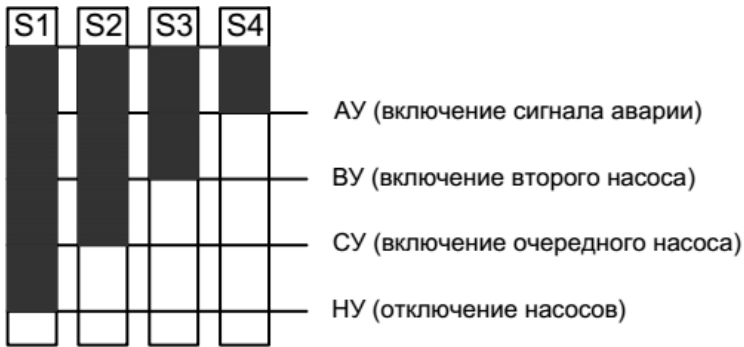 S1 S2 S3 S4
АУ (включение сигнала аварии)
ВУ (включение второго насоса)
СУ (включение очередного насоса)
НУ (отключение насосов)